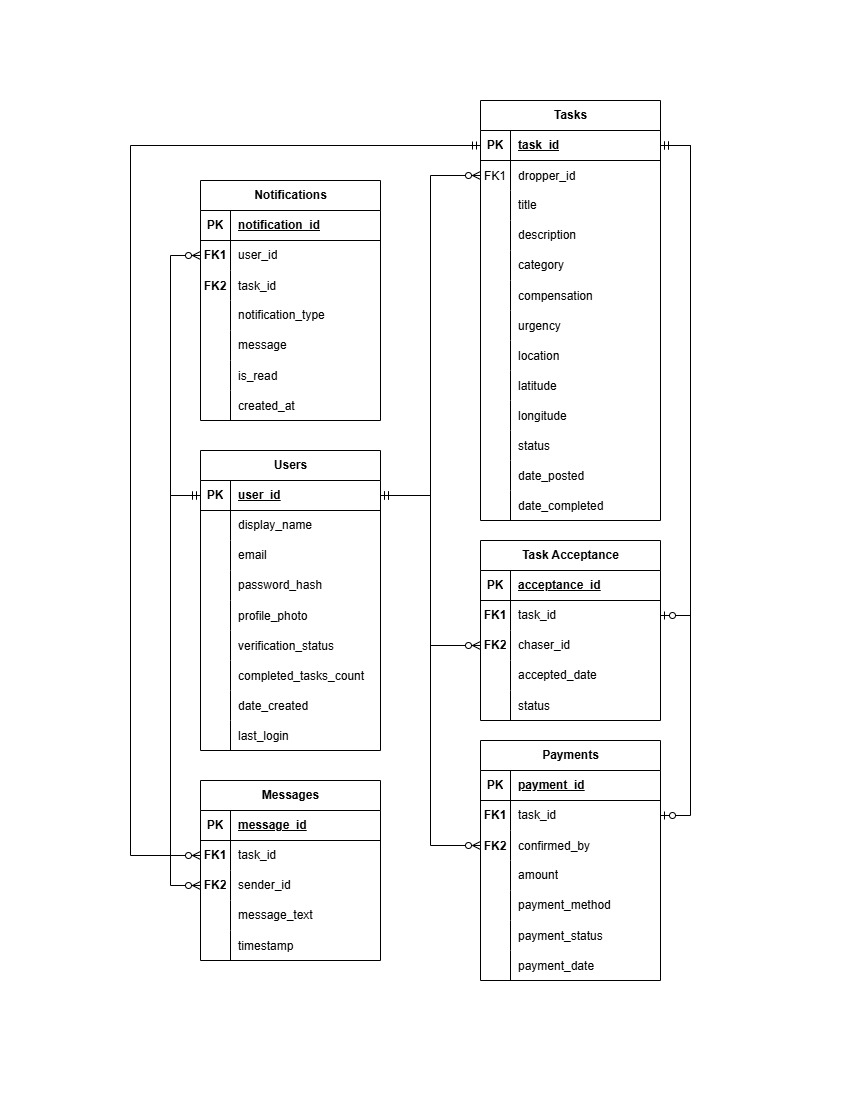 Tasks
PK task_id
FK1 dropper_id
title
description
category
compensation
urgency
location
latitude
longitude
status
date_posted
date_completed
Notifications
PK notification_id
FK1 user_id
FK2 task_id
notification_type
message
is_read
created_at
Users
PK user_id
display_name
email
password_hash
profile_photo
verification_status
completed_tasks_count
date_created
last_login
Task Acceptance
PK acceptance_id
FK1 task_id
FK2 chaser_id
accepted_date
status
Messages
PK message_id
FK1 task_id
FK2 sender_id
message_text
timestamp
Payments
PK payment_id
FK1 task_id
FK2 confirmed_by
amount
payment_method
payment_status
payment_date